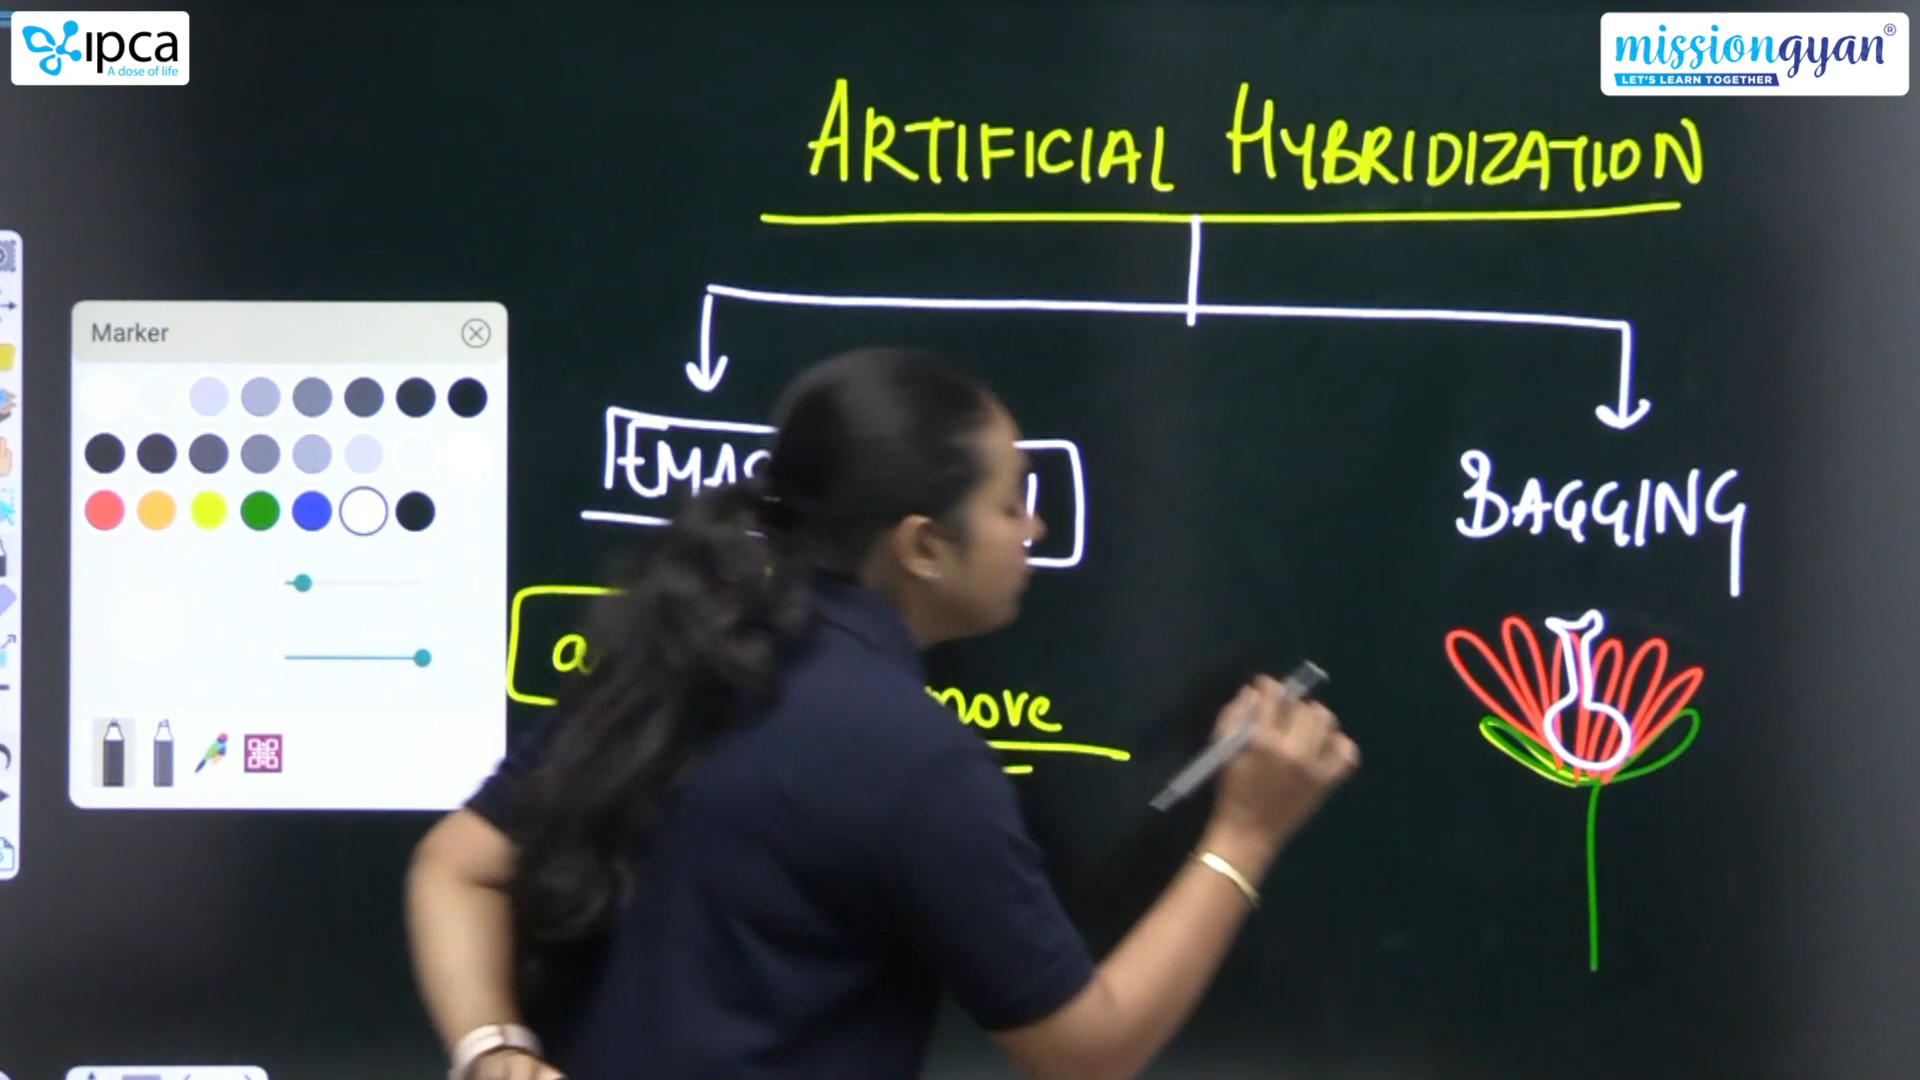 ipca
A dose of life
missiongyan®
LET'S LEARN TOGETHER
ARTIFICIAL HYBRIDIZATION
Marker
BAGGING